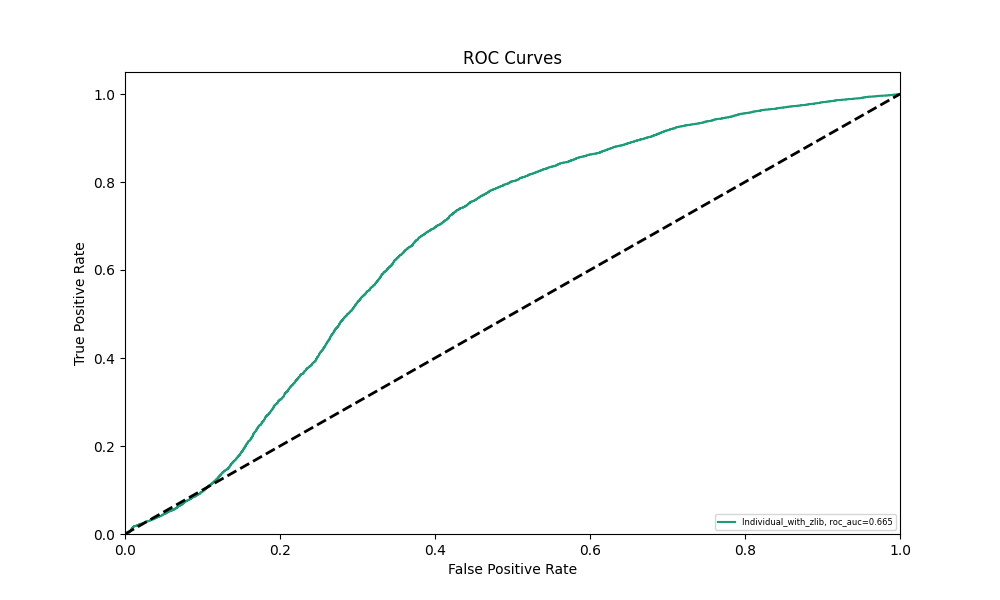 ROC Curves
True Positive Rate
1.0
0.8
0.6
0.4
0.2
0.0
Individual_with_zlib, roc_auc=0.665
0.0 0.2 0.4 0.6 0.8 1.0
False Positive Rate